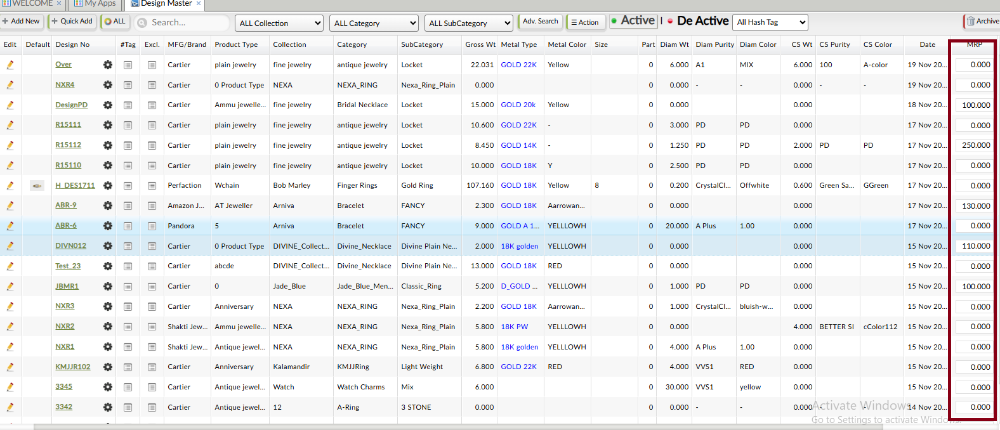 WELCOME × My Apps Design Master ×
+ Add New + Quick Add ALL Search... ALL Collection ALL Category ALL SubCategory Adv. Search ☰ Action Active | De Active All Hash Tag Archive
Edit Default Design No #Tag Excl. MFG/Brand Product Type Collection Category SubCategory Gross Wt Metal Type Metal Color Size Part Diam Wt Diam Purity Diam Color CS Wt CS Purity CS Color Date MRP
Over Cartier plain jewelry fine jewelry antique jewelry Locket 22.031 GOLD 22K Yellow 0 6.000 A1 MIX 6.000 100 A-color 19 Nov 20... 0.000
NXR4 Cartier 0 Product Type NEXA NEXA_RING Nexa_Ring_Plain 0.000 0 0.000 - - 0.000 - - 19 Nov 20... 0.000
DesignPD Cartier Ammu jewelle... fine jewelry Bridal Necklace Locket 15.000 GOLD 20k Yellow 0 0.000 0.000 18 Nov 20... 100.000
R15111 Cartier plain jewelry fine jewelry antique jewelry Locket 10.600 GOLD 22K - 0 3.000 PD PD 0.000 17 Nov 20... 0.000
R15112 Cartier plain jewelry fine jewelry antique jewelry Locket 8.450 GOLD 14K - 0 1.250 PD PD 2.000 PD PD 17 Nov 20... 250.000
R15110 Cartier plain jewelry fine jewelry antique jewelry Locket 10.000 GOLD 18K Y 0 2.500 PD PD 0.000 17 Nov 20... 0.000
H_DES1711 Perfaction Wchain Bob Marley Finger Rings Gold Ring 107.160 GOLD 18K Yellow 8 0 0.200 CrystalCl... Offwhite 0.600 Green Sa... GGreen 17 Nov 20... 0.000
ABR-9 Amazon J... AT Jeweller Arniva Bracelet FANCY 2.300 GOLD 18K Aarrowan... 0 0.000 0.000 17 Nov 20... 130.000
ABR-6 Pandora 5 Arniva Bracelet FANCY 9.000 GOLD A 1... YELLLOWH 0 20.000 A Plus 1.00 0.000 17 Nov 20... 0.000
DIVN012 Cartier 0 Product Type DIVINE_Collect... Divine_Necklace Divine Plain Ne... 2.000 18K golden YELLLOWH 0 0.000 0.000 15 Nov 20... 110.000
Test_23 Cartier abcde DIVINE_Collect... Divine_Necklace Divine Plain Ne... 13.000 GOLD 18K RED 0 0.000 0.000 15 Nov 20... 0.000
JBMR1 Cartier 0 Jade_Blue Jade_Blue_Men... Classic_Ring 5.200 D_GOLD ... YELLLOWH 0 1.000 PD PD 0.000 15 Nov 20... 100.000
NXR3 Cartier Anniversary NEXA NEXA_RING Nexa_Ring_Plain 2.200 GOLD 18K Aarrowan... 0 1.000 CrystalCl... bluish-w... 0.000 15 Nov 20... 0.000
NXR2 Shakti Jew... Ammu jewelle... NEXA NEXA_RING Nexa_Ring_Plain 5.800 18K PW YELLLOWH 0 0.000 4.000 BETTER SI cColor112 15 Nov 20... 0.000
NXR1 Shakti Jew... Antique jewel... NEXA NEXA_RING Nexa_Ring_Plain 5.800 18K golden YELLLOWH 0 4.000 A Plus 1.00 0.000 15 Nov 20... 0.000
KMJJR102 Cartier Anniversary Kalamandir KMJJRing Light Weight 6.800 GOLD 22K RED 0 4.000 VVS1 RED 0.000 15 Nov 20... 0.000
3345 Cartier Antique jewel... Watch Watch Charms Mix 6.000 0 30.000 VVS1 yellow 0.000 15 Nov 20... 0.000
3342 Cartier Antique jewel... 12 A-Ring 3 STONE 0.000 0 0.000 - - 0.000 - - 14 Nov 20... 0.000
Activate Windows
Go to Settings to activate Windows.